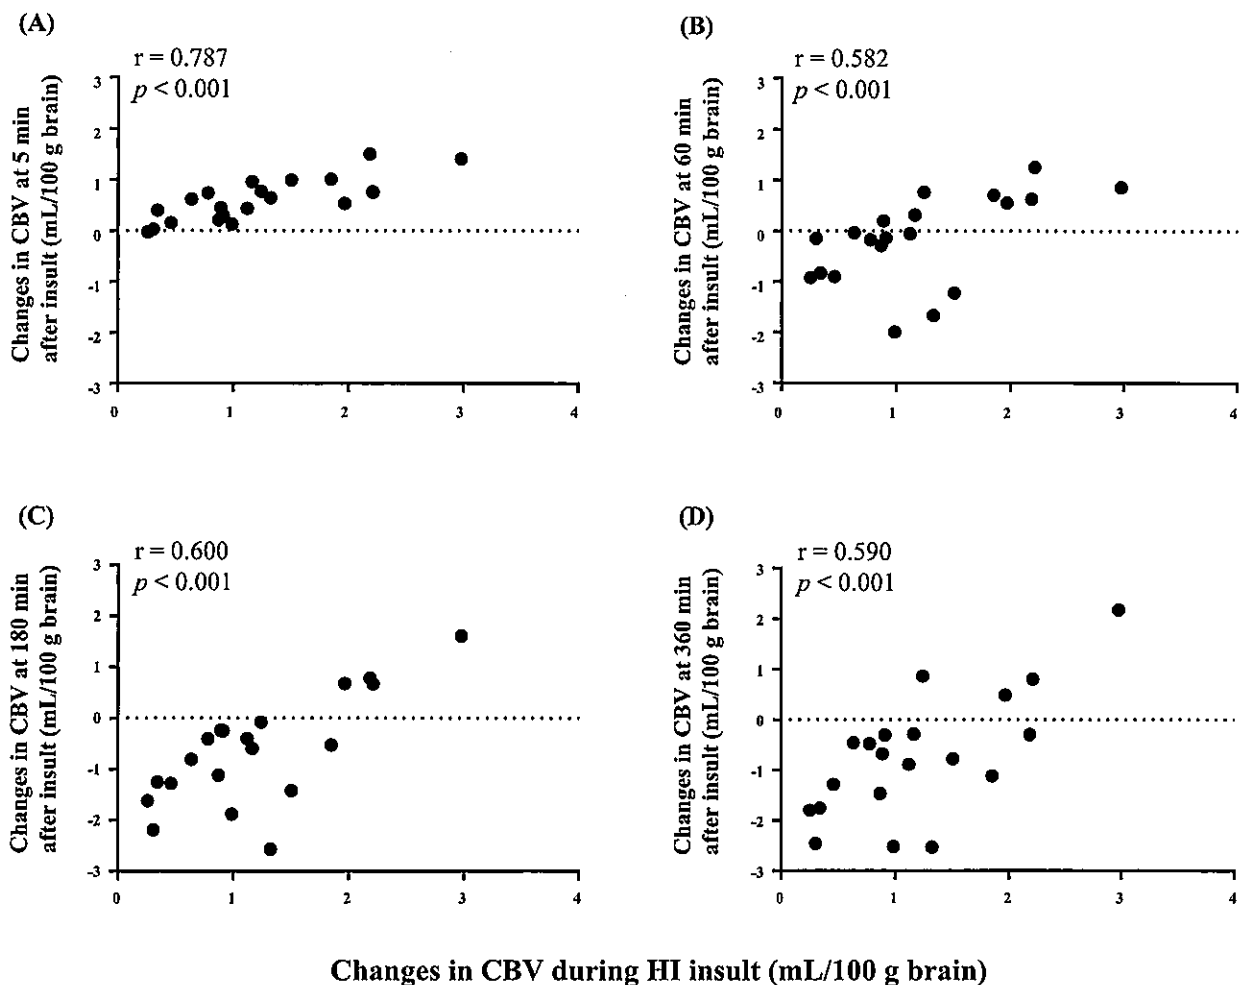 (A)
r = 0.787
p < 0.001
Changes in CBV at 5 min
after insult (mL/100 g brain)
3
2
1
0
-1
-2
-3
0 1 2 3 4
(B)
r = 0.582
p < 0.001
Changes in CBV at 60 min
after insult (mL/100 g brain)
3
2
1
0
-1
-2
-3
0 1 2 3 4
(C)
r = 0.600
p < 0.001
Changes in CBV at 180 min
after insult (mL/100 g brain)
3
2
1
0
-1
-2
-3
0 1 2 3 4
(D)
r = 0.590
p < 0.001
Changes in CBV at 360 min
after insult (mL/100 g brain)
3
2
1
0
-1
-2
-3
0 1 2 3 4
Changes in CBV during HI insult (mL/100 g brain)